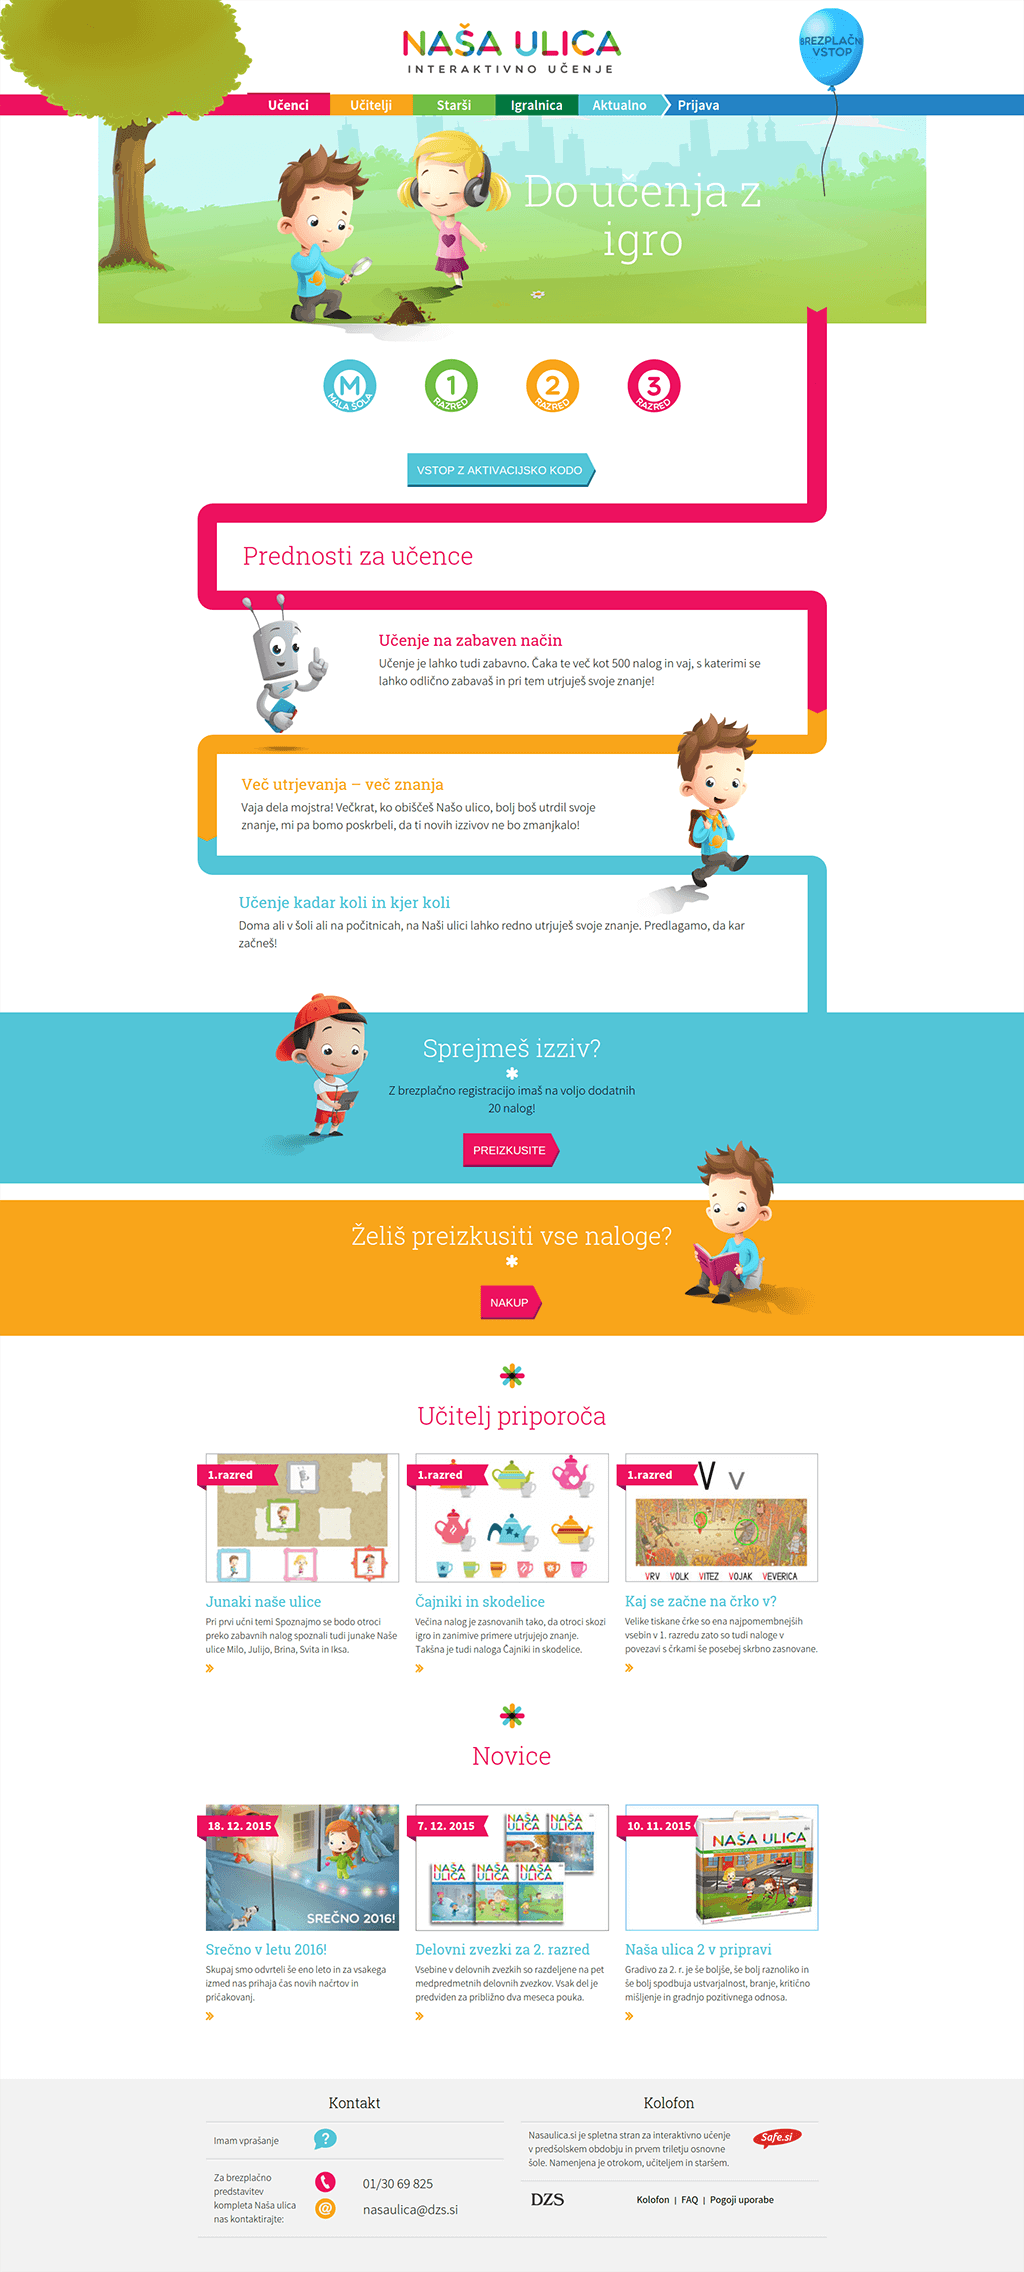 NAŠA ULICA
INTERAKTIVNO UČENJE
BREZPLAČN
VSTOP
Učenci
Učitelji
Starši
Igralnica
Aktualno
Prijava
Do učenja z
igro
M
MALA ŠOLA
1
RAZRED
2
RAZRED
3
RAZRED
VSTOP Z AKTIVACIJSKO KODO
Prednosti za učence
Učenje na zabaven način
Učenje je lahko tudi zabavno. Čaka te več kot 500 nalog in vaj, s katerimi se
lahko odlično zabavaš in pri tem utrjuješ svoje znanje!
Več utrjevanja – več znanja
Vaja dela mojstra! Večkrat, ko obiščeš Našo ulico, bolj boš utrdil svoje
znanje, mi pa bomo poskrbeli, da ti novih izzivov ne bo zmanjkalo!
Učenje kadar koli in kjer koli
Doma ali v šoli ali na počitnicah, na Naši ulici lahko redno utrjuješ svoje znanje. Predlagamo, da kar
začneš!
Sprejmeš izziv?
Z brezplačno registracijo imaš na voljo dodatnih
20 nalog!
PREIZKUSITE
Želiš preizkusiti vse naloge?
NAKUP
Učitelj priporoča
1.razred
Junaki naše ulice
Pri prvi učni temi Spoznajmo se bodo otroci
preko zabavnih nalog spoznali tudi junake Naše
ulice Milo, Julijo, Brina, Svita in Iksa.
1.razred
Čajniki in skodelice
Večina nalog je zasnovanih tako, da otroci skozi
igro in zanimive primere utrjujejo znanje.
Takšna je tudi naloga Čajniki in skodelice.
1.razred
V v
VRV VOLK VITEZ VOJAK VEVERICA
Kaj se začne na črko v?
Velike tiskane črke so ena najpomembnejših
vsebin v 1. razredu zato so tudi naloge v
povezavi s črkami še posebej skrbno zasnovane.
Novice
18. 12. 2015
SREČNO 2016!
Srečno v letu 2016!
Skupaj smo odvrteli še eno leto in za vsakega
izmed nas prihaja čas novih načrtov in
pričakovanj.
7. 12. 2015
NAŠA
ULICA
NAŠA
ULICA
NAŠA
ULICA
NAŠA
ULICA
NAŠA
ULICA
Delovni zvezki za 2. razred
Vsebine v delovnih zvezkih so razdeljene na pet
medpredmetnih delovnih zvezkov. Vsak del je
predviden za približno dva meseca pouka.
10. 11. 2015
NAŠA ULICA
Naša ulica 2 v pripravi
Gradivo za 2. r. je še boljše, še bolj raznoliko in
še bolj spodbuja ustvarjalnost, branje, kritično
mišljenje in gradnjo pozitivnega odnosa.
Kontakt
Imam vprašanje
?
Za brezplačno
predstavitev
kompleta Naša ulica
nas kontaktirajte:
01/30 69 825
@
nasaulica@dzs.si
Kolofon
Nasaulica.si je spletna stran za interaktivno učenje
v predšolskem obdobju in prvem triletju osnovne
šole. Namenjena je otrokom, učiteljem in staršem.
Safe.si
DZS
Kolofon | FAQ | Pogoji uporabe